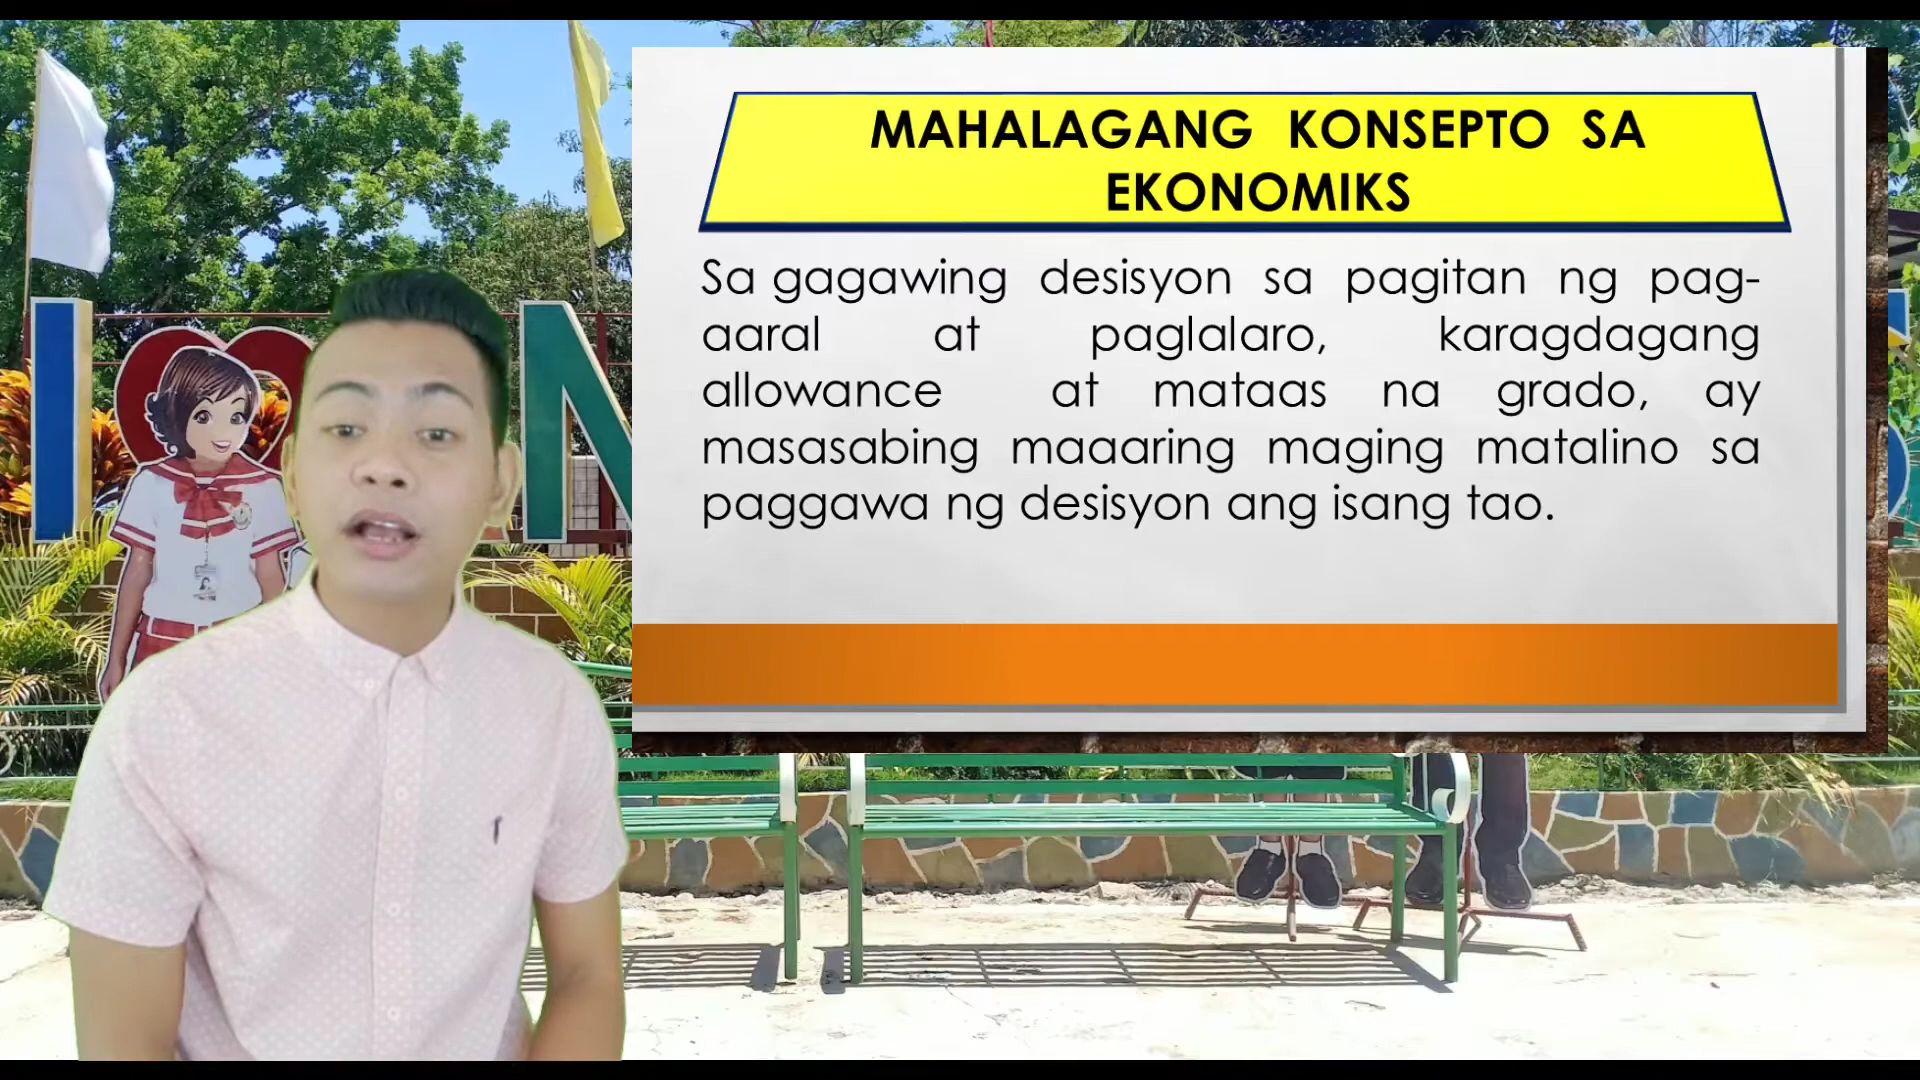 MAHALAGANG KONSEPTO SA
EKONOMIKS
Sa gagawing desisyon sa pagitan ng pag-
aaral at paglalaro, karagdagang
allowance at mataas na grado, ay
masasabing maaaring maging matalino sa
paggawa ng desisyon ang isang tao.
I N